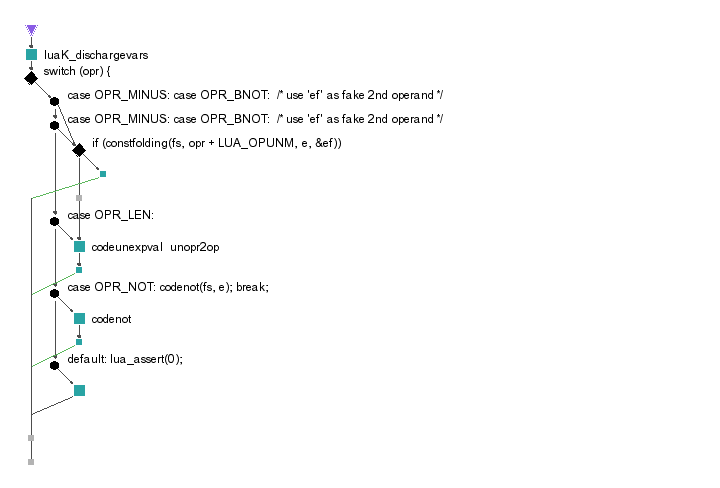 luaK_dischargevars
switch (opr) {
case OPR_MINUS: case OPR_BNOT:  /* use 'ef' as fake 2nd operand */
case OPR_MINUS: case OPR_BNOT:  /* use 'ef' as fake 2nd operand */
if (constfolding(fs, opr + LUA_OPUNM, e, &ef))
case OPR_LEN:
codeunexpval  unopr2op
case OPR_NOT: codenot(fs, e); break;
codenot
default: lua_assert(0);